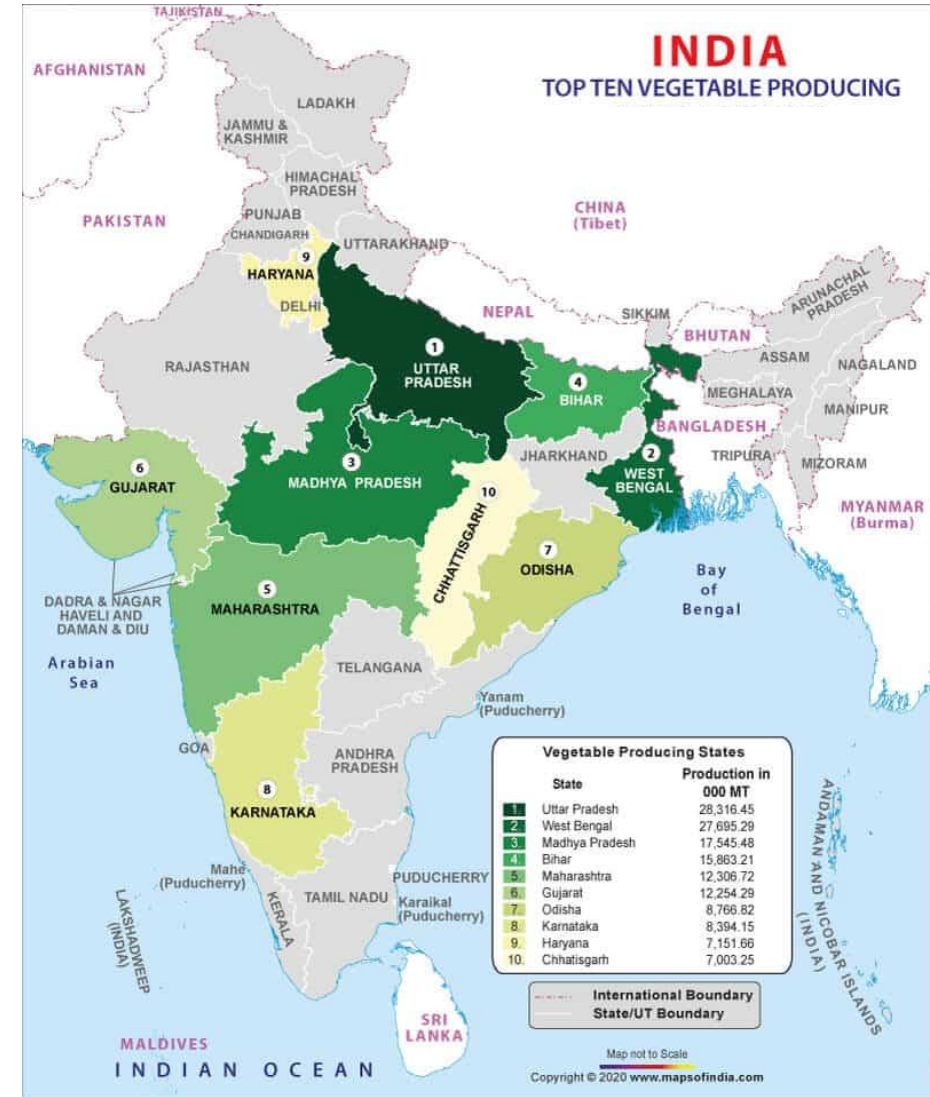 TAJIKISTAN
INDIA
TOP TEN VEGETABLE PRODUCING
AFGHANISTAN
LADAKH
JAMMU &
KASHMIR
HIMACHAL
PRADESH
PUNJAB
CHANDIGARH
PAKISTAN
CHINA
(Tibet)
UTTARAKHAND
9
HARYANA
DELHI
NEPAL
SIKKIM
BHUTAN
ARUNACHAL
PRADESH
RAJASTHAN
1
UTTAR
PRADESH
ASSAM
NAGALAND
4
BIHAR
MEGHALAYA
MANIPUR
BANGLADESH
TRIPURA
MIZORAM
6
GUJARAT
3
MADHYA PRADESH
JHARKHAND
2
WEST
BENGAL
MYANMAR
(Burma)
10
CHHATTISGARH
7
ODISHA
5
MAHARASHTRA
DADRA & NAGAR
HAVELI AND
DAMAN & DIU
Bay
of
Bengal
Arabian
Sea
TELANGANA
Yanam
(Puducherry)
GOA
ANDHRA
PRADESH
8
KARNATAKA
Mahe
(Puducherry)
PUDUCHERRY
Karaikal
(Puducherry)
TAMIL NADU
KERALA
LAKSHADWEEP
(INDIA)
ANDAMAN AND NICOBAR ISLANDS
(INDIA)
SRI
LANKA
MALDIVES
INDIAN OCEAN
Vegetable Producing States
State Production in
000 MT
1. Uttar Pradesh 28,316.45
2. West Bengal 27,695.29
3. Madhya Pradesh 17,545.48
4. Bihar 15,863.21
5. Maharashtra 12,306.72
6. Gujarat 12,254.29
7. Odisha 8,766.82
8. Karnataka 8,394.15
9. Haryana 7,151.66
10. Chhatisgarh 7,003.25
International Boundary
State/UT Boundary
Map not to Scale
Copyright © 2020 www.mapsofindia.com